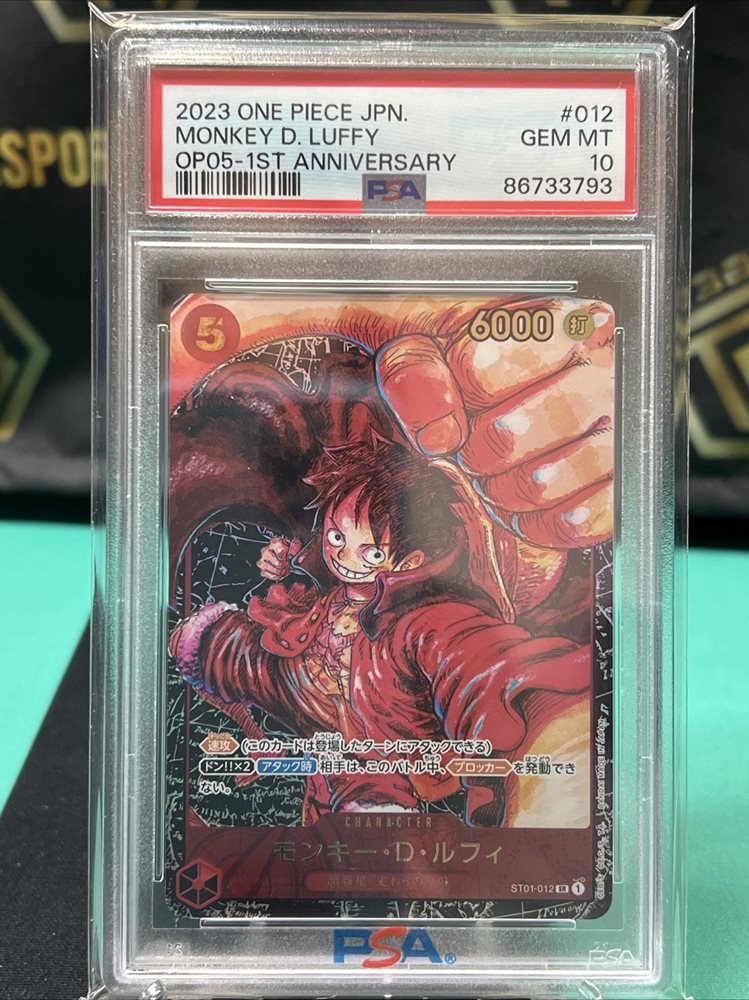 2023 ONE PIECE JPN. #012
MONKEY D. LUFFY GEM MT
OP05-1ST ANNIVERSARY 10
PSA 86733793
ESPOR
5
6000 打
速攻 (このカードは登場したターンにアタックできる)
ドン!!×2 アタック時 相手は、このバトル中、ブロッカー を発動でき
ない。
CHARACTER
モンキー・D・ルフィ
ST01-012 SR 1
PSA
PSA